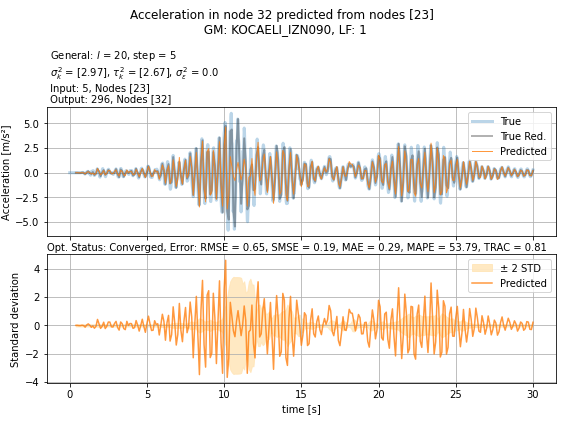 Acceleration in node 32 predicted from nodes [23]
GM: KOCAELI_IZN090, LF: 1
General: l = 20, step = 5
σ²ₖ = [2.97], τ²ₖ = [2.67], σ²ₑ = 0.0
Input: 5, Nodes [23]
Output: 296, Nodes [32]
Acceleration [m/s²]
5.0
2.5
0.0
−2.5
−5.0
True
True Red.
Predicted
Opt. Status: Converged, Error: RMSE = 0.65, SMSE = 0.19, MAE = 0.29, MAPE = 53.79, TRAC = 0.81
Standard deviation
4
2
0
−2
−4
± 2 STD
Predicted
0 5 10 15 20 25 30
time [s]